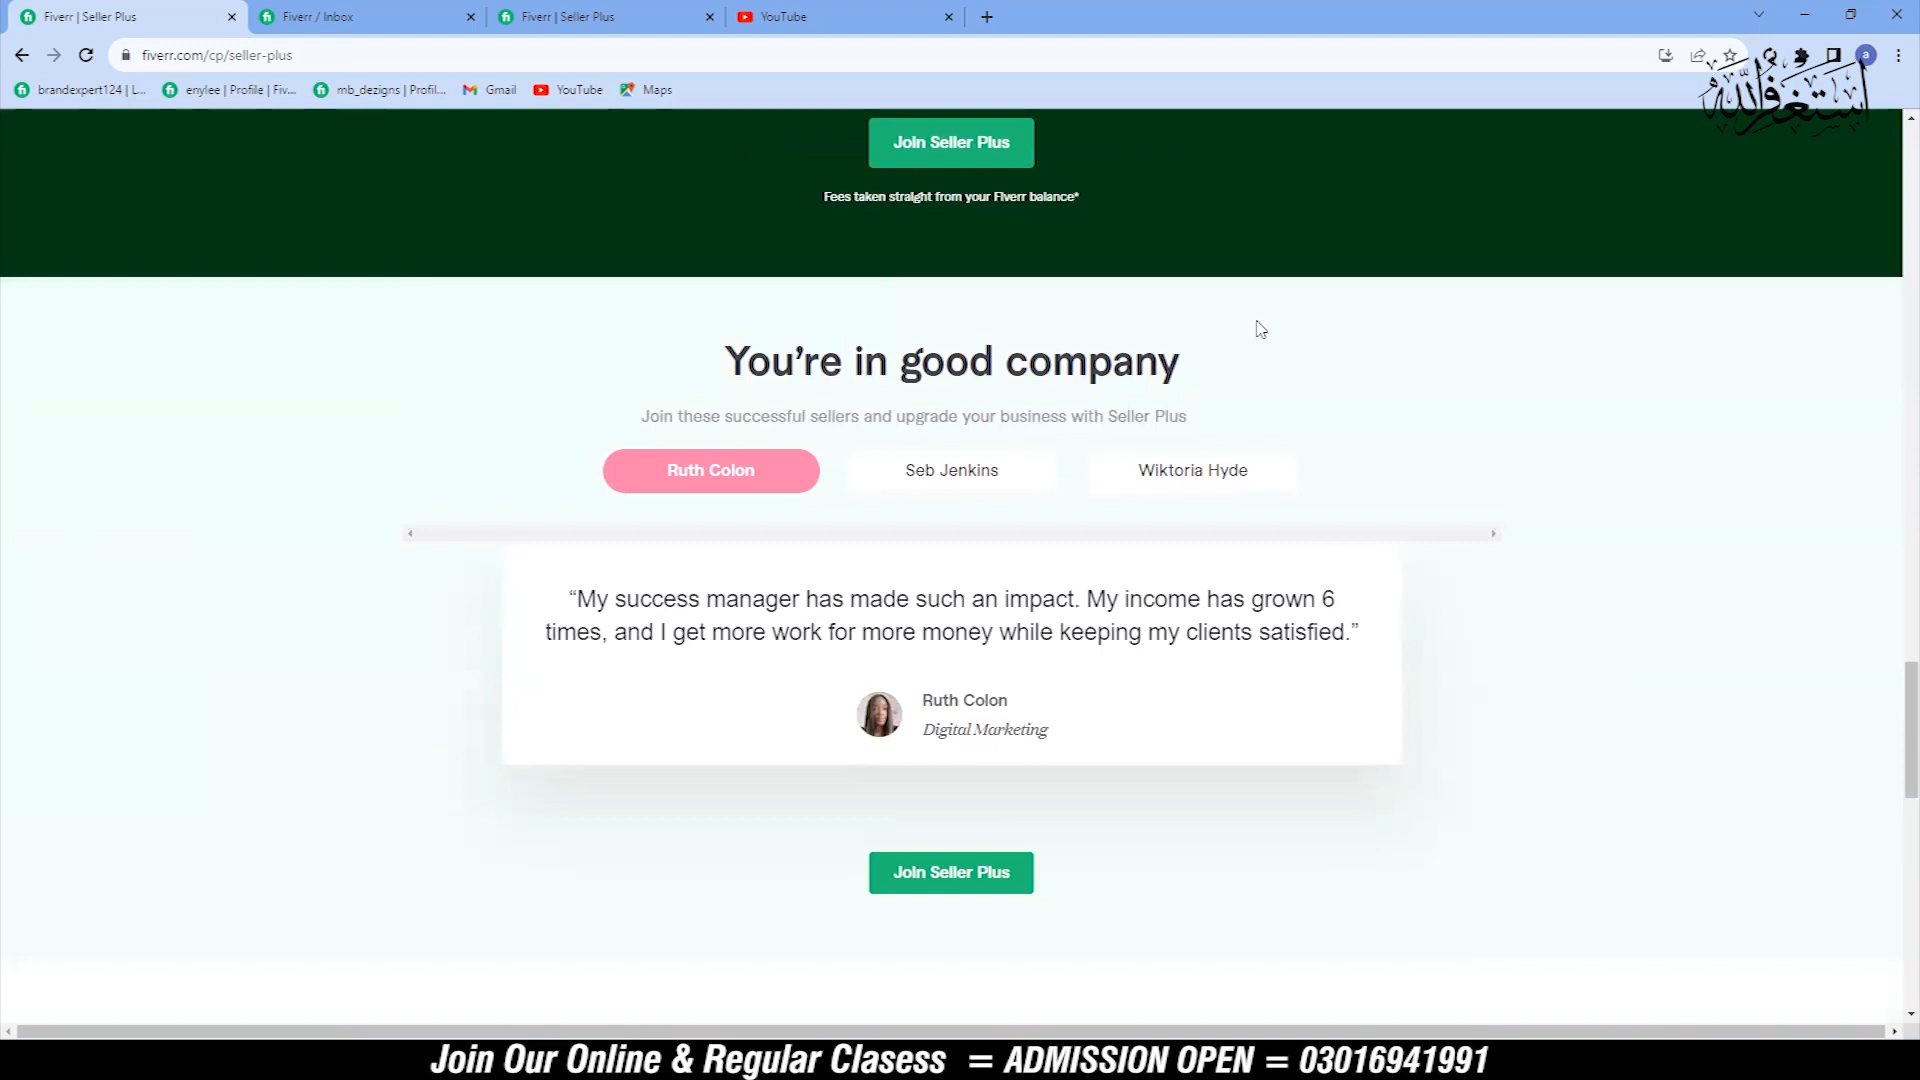 Fiverr | Seller Plus
Fiverr / Inbox
Fiverr | Seller Plus
YouTube
fiverr.com/cp/seller-plus
a
brandexpert124 | L...
enylee | Profile | Fiv...
mb_dezigns | Profil...
Gmail
YouTube
Maps
أستغفر الله
Join Seller Plus
Fees taken straight from your Fiverr balance*
You’re in good company
Join these successful sellers and upgrade your business with Seller Plus
Ruth Colon
Seb Jenkins
Wiktoria Hyde
“My success manager has made such an impact. My income has grown 6
times, and I get more work for more money while keeping my clients satisfied.”
Ruth Colon
Digital Marketing
Join Seller Plus
Join Our Online & Regular Clasess = ADMISSION OPEN = 03016941991